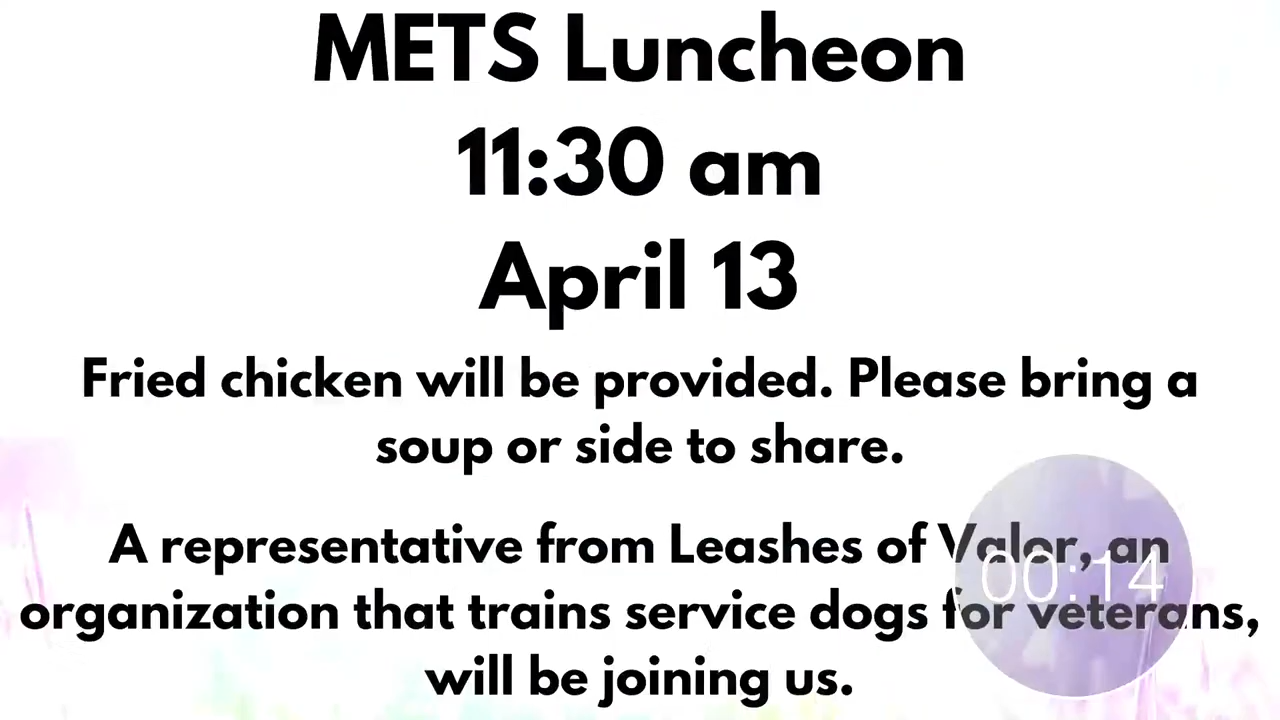 METS Luncheon
11:30 am
April 13
Fried chicken will be provided. Please bring a
soup or side to share.
A representative from Leashes of Valor, an
00:14
organization that trains service dogs for veterans,
will be joining us.